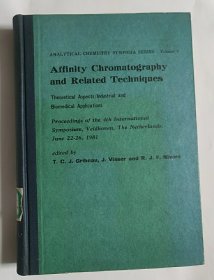 ANALYTICAL CHEMISTRY SYMPOSIA SERIES - Volume 9
Affinity Chromatography
and Related Techniques
Theoretical Aspects/Industrial and
Biomedical Applications
Proceedings of the 4th International
Symposium, Veldhoven, The Netherlands
June 22-26, 1981
edited by
T. C. J. Gribnau, J. Visser and R. J. F. Nivard